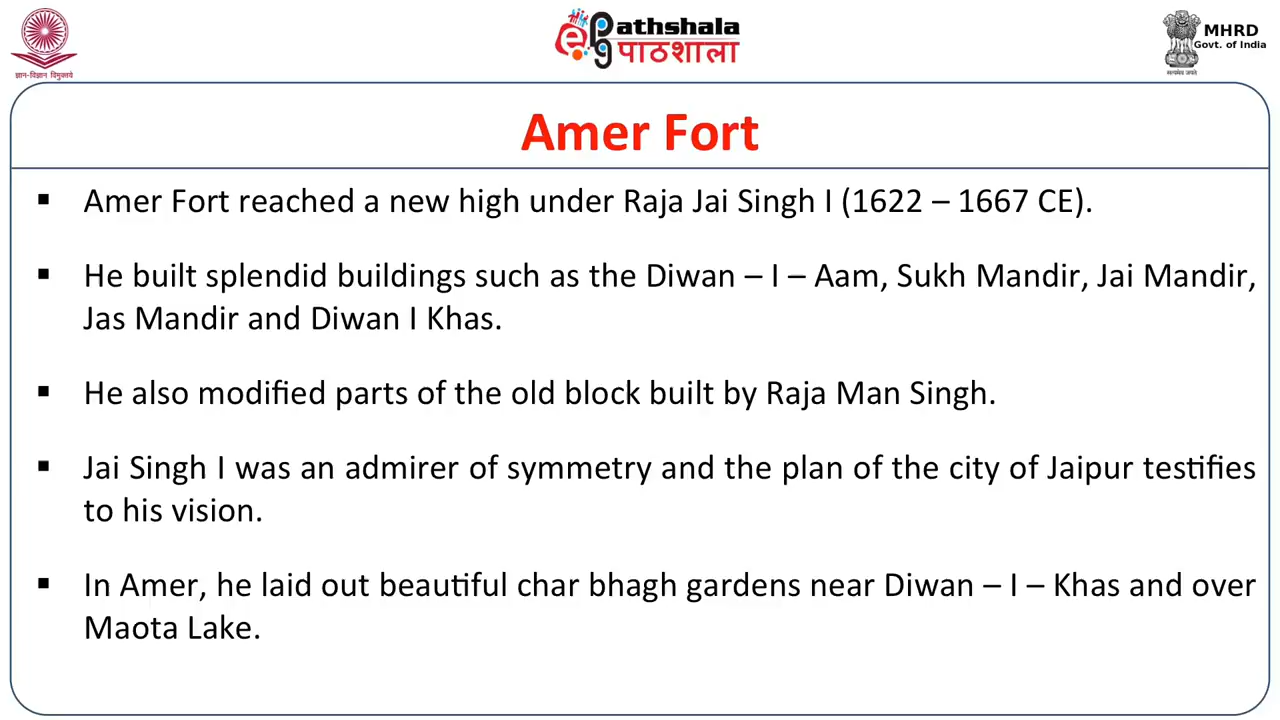 ज्ञान-विज्ञान विमुक्तये
ePathshala
पाठशाला
MHRD
Govt. of India
सत्यमेव जयते
Amer Fort
▪ Amer Fort reached a new high under Raja Jai Singh I (1622 – 1667 CE).
▪ He built splendid buildings such as the Diwan – I – Aam, Sukh Mandir, Jai Mandir,
Jas Mandir and Diwan I Khas.
▪ He also modified parts of the old block built by Raja Man Singh.
▪ Jai Singh I was an admirer of symmetry and the plan of the city of Jaipur testifies
to his vision.
▪ In Amer, he laid out beautiful char bhagh gardens near Diwan – I – Khas and over
Maota Lake.